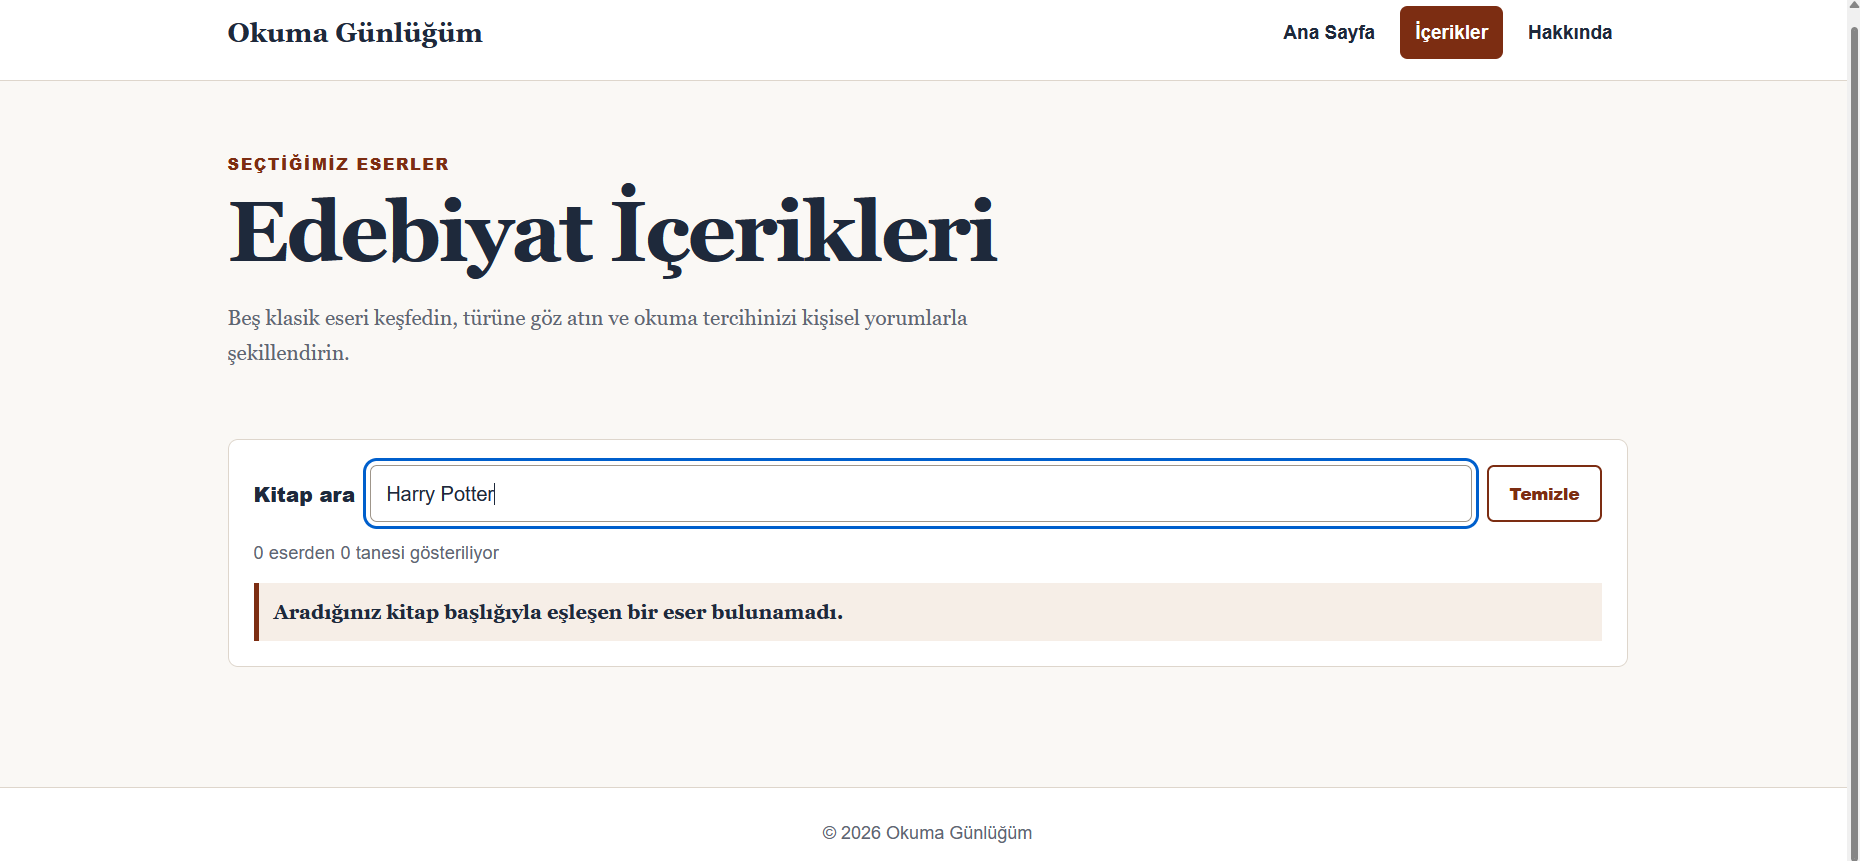 Okuma Günlüğüm
Ana Sayfa
İçerikler
Hakkında
SEÇTİĞİMİZ ESERLER
Edebiyat İçerikleri
Beş klasik eseri keşfedin, türüne göz atın ve okuma tercihinizi kişisel yorumlarla
şekillendirin.
Kitap ara
Harry Potter
Temizle
0 eserden 0 tanesi gösteriliyor
Aradığınız kitap başlığıyla eşleşen bir eser bulunamadı.
© 2026 Okuma Günlüğüm